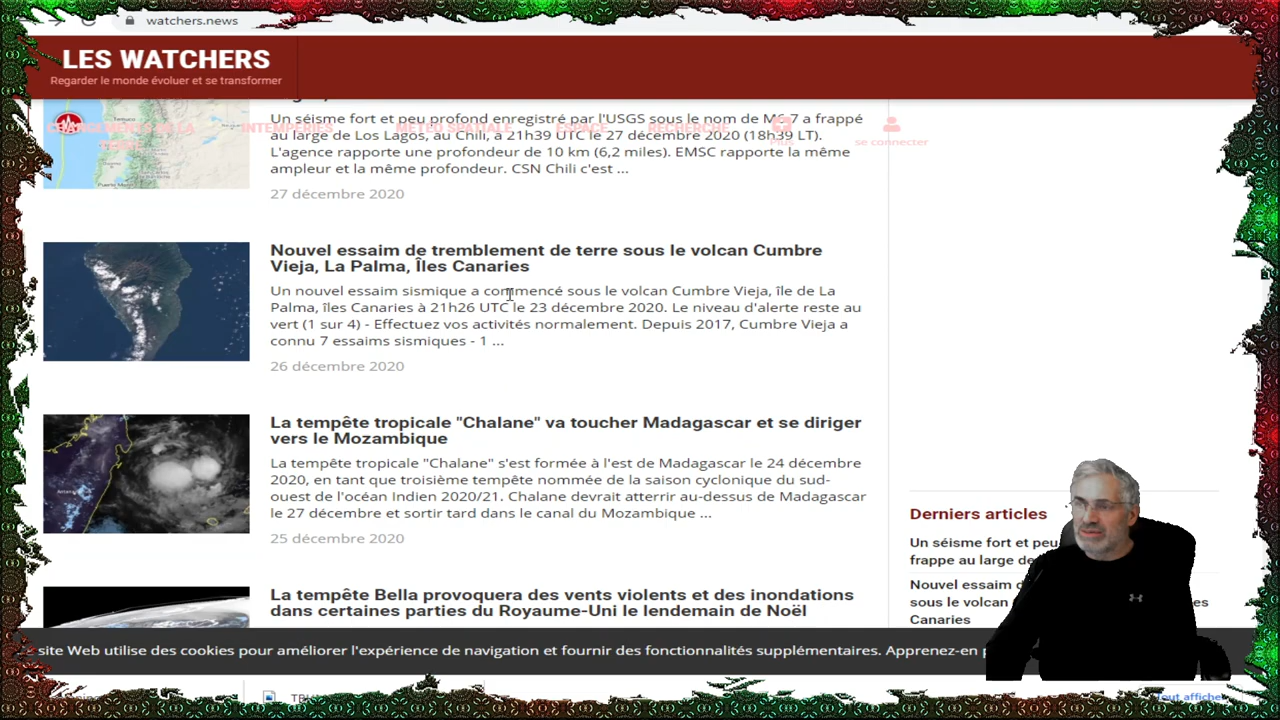 watchers.news
LES WATCHERS
Regarder le monde évoluer et se transformer
INTEMPÉRIES
MÉTÉO SPATIALE
ESPACE
RECHERCHE
Plus
se connecter
Un séisme fort et peu profond enregistré par l'USGS sous le nom de M6.7 a frappé
au large de Los Lagos, au Chili, à 21h39 UTC le 27 décembre 2020 (18h39 LT).
L'agence rapporte une profondeur de 10 km (6,2 miles). EMSC rapporte la même
ampleur et la même profondeur. CSN Chili c'est ...
27 décembre 2020
Nouvel essaim de tremblement de terre sous le volcan Cumbre
Vieja, La Palma, Îles Canaries
Un nouvel essaim sismique a commencé sous le volcan Cumbre Vieja, île de La
Palma, îles Canaries à 21h26 UTC le 23 décembre 2020. Le niveau d'alerte reste au
vert (1 sur 4) - Effectuez vos activités normalement. Depuis 2017, Cumbre Vieja a
connu 7 essaims sismiques - 1 ...
26 décembre 2020
La tempête tropicale "Chalane" va toucher Madagascar et se diriger
vers le Mozambique
La tempête tropicale "Chalane" s'est formée à l'est de Madagascar le 24 décembre
2020, en tant que troisième tempête nommée de la saison cyclonique du sud-
ouest de l'océan Indien 2020/21. Chalane devrait atterrir au-dessus de Madagascar
le 27 décembre et sortir tard dans le canal du Mozambique ...
25 décembre 2020
La tempête Bella provoquera des vents violents et des inondations
dans certaines parties du Royaume-Uni le lendemain de Noël
Derniers articles
Un séisme fort et peu
frappe au large de
Nouvel essaim
sous le volcan
Canaries
site Web utilise des cookies pour améliorer l'expérience de navigation et fournir des fonctionnalités supplémentaires. Apprenez-en
Tout affiche